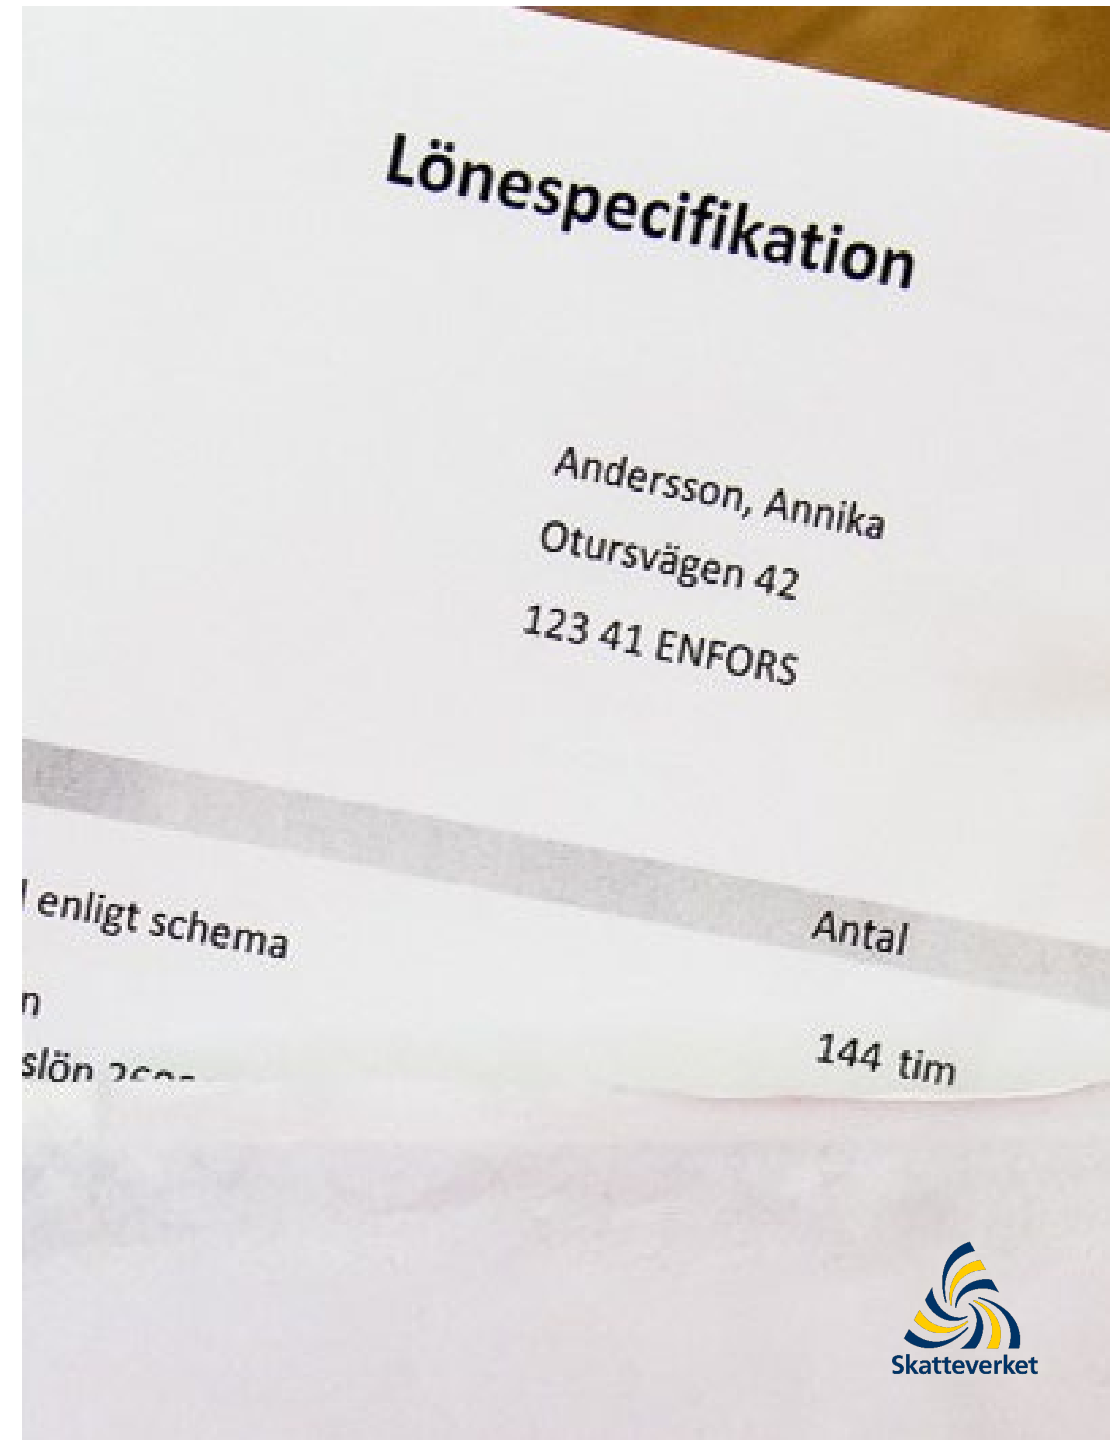 Lönespecifikation
Andersson, Annika
Otursvägen 42
123 41 ENFORS
Antal
enligt schema
144 tim
Skatteverket